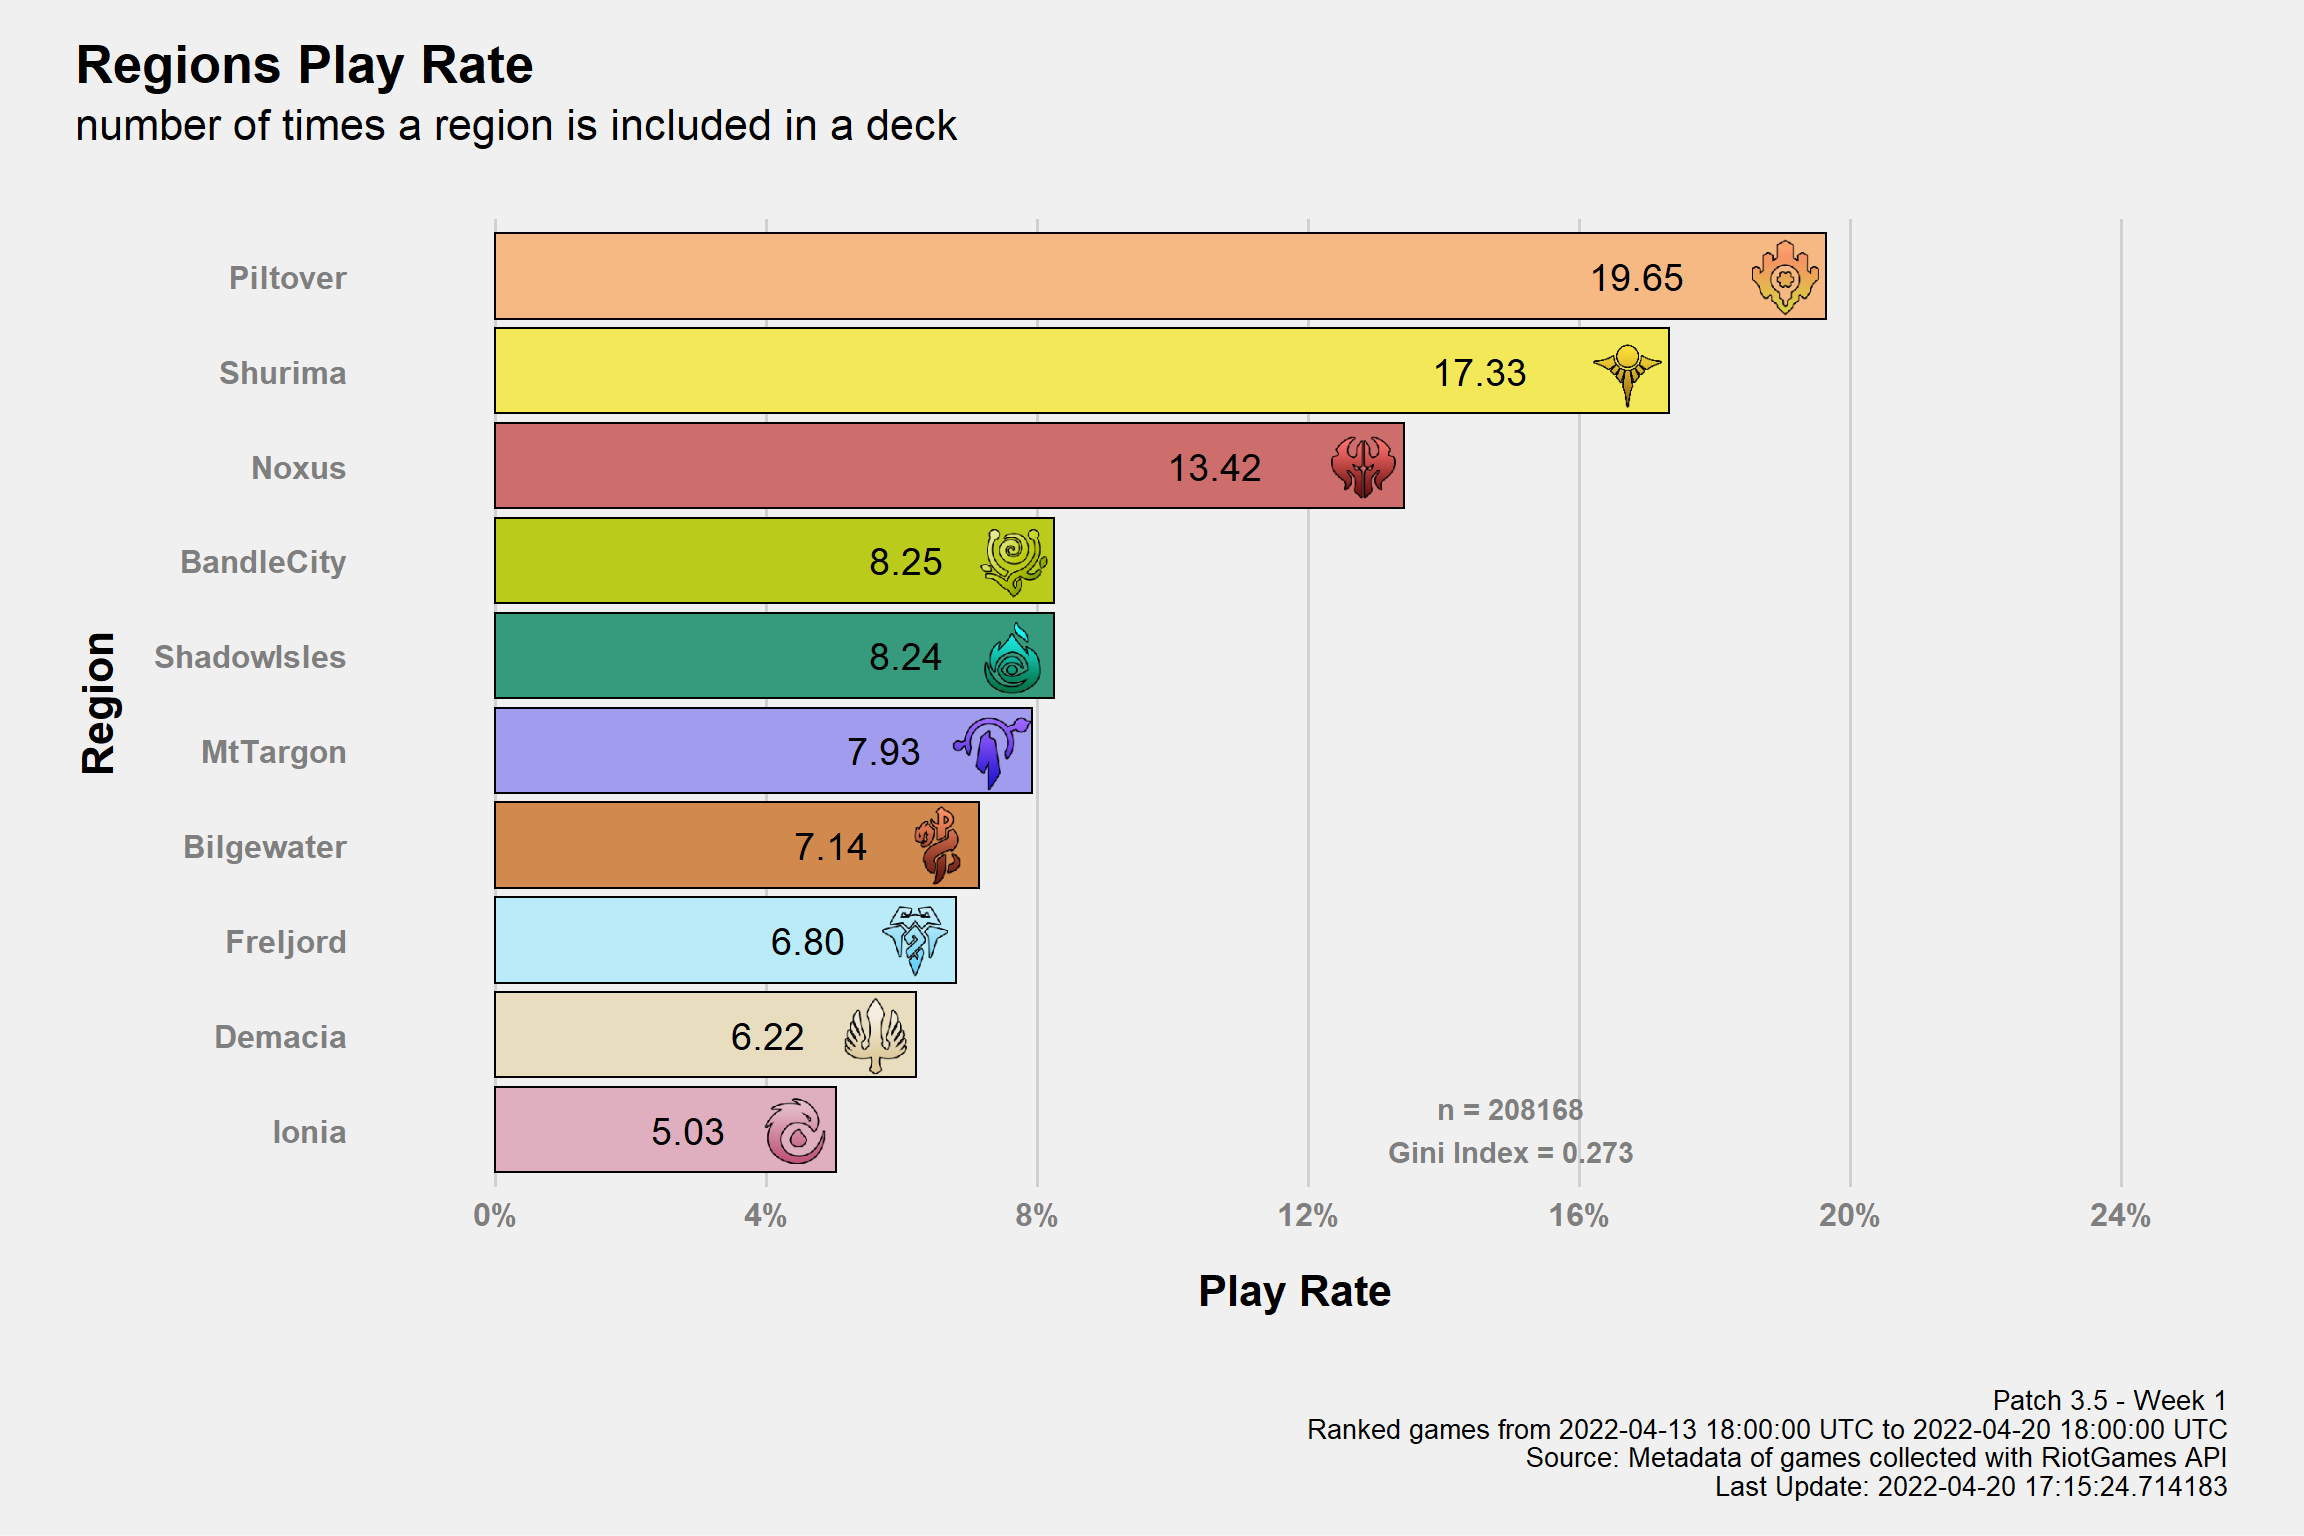 Regions Play Rate
number of times a region is included in a deck
Piltover 19.65
Shurima 17.33
Noxus 13.42
BandleCity 8.25
ShadowIsles 8.24
MtTargon 7.93
Bilgewater 7.14
Freljord 6.80
Demacia 6.22
Ionia 5.03
Region
n = 208168
Gini Index = 0.273
0% 4% 8% 12% 16% 20% 24%
Play Rate
Patch 3.5 - Week 1
Ranked games from 2022-04-13 18:00:00 UTC to 2022-04-20 18:00:00 UTC
Source: Metadata of games collected with RiotGames API
Last Update: 2022-04-20 17:15:24.714183